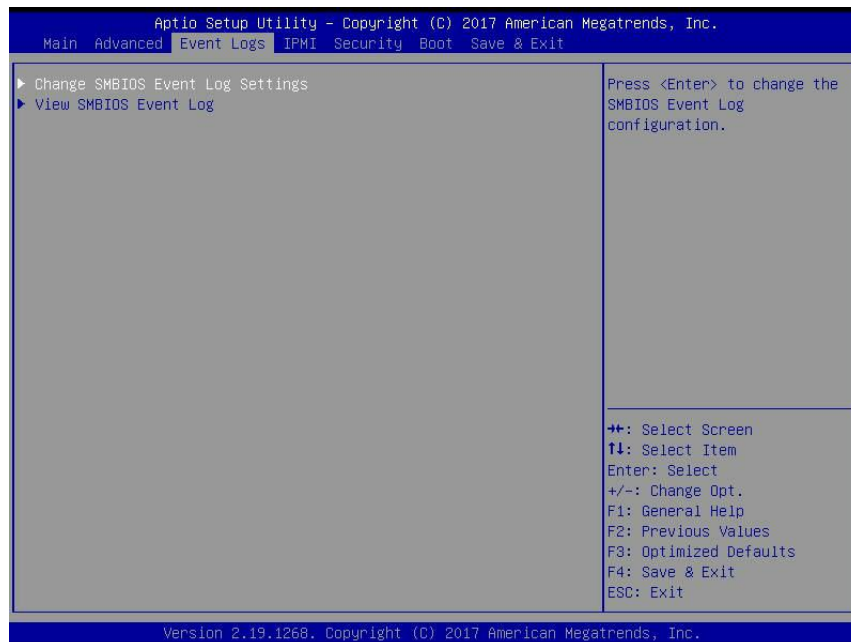 Aptio Setup Utility – Copyright (C) 2017 American Megatrends, Inc.
Main Advanced Event Logs IPMI Security Boot Save & Exit
Change SMBIOS Event Log Settings
View SMBIOS Event Log
Press <Enter> to change the
SMBIOS Event Log
configuration.
→←: Select Screen
↑↓: Select Item
Enter: Select
+/-: Change Opt.
F1: General Help
F2: Previous Values
F3: Optimized Defaults
F4: Save & Exit
ESC: Exit
Version 2.19.1268. Copyright (C) 2017 American Megatrends, Inc.